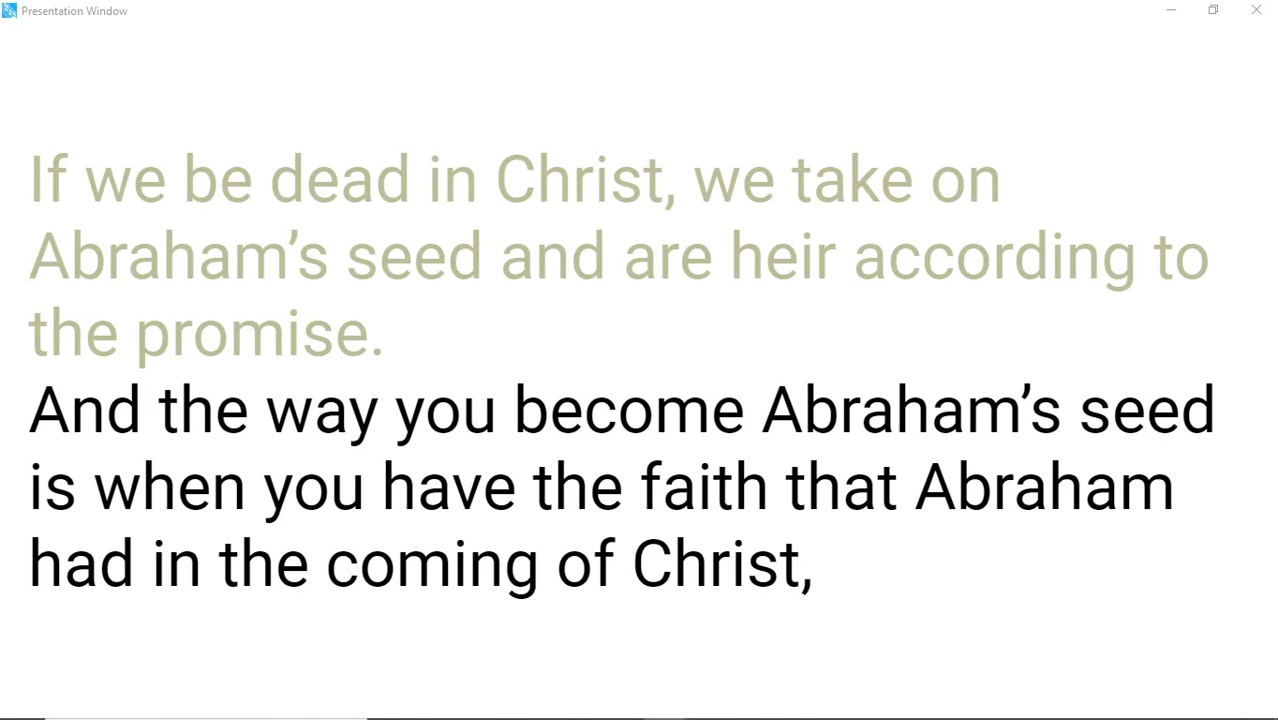 Presentation Window
If we be dead in Christ, we take on
Abraham’s seed and are heir according to
the promise.
And the way you become Abraham’s seed
is when you have the faith that Abraham
had in the coming of Christ,